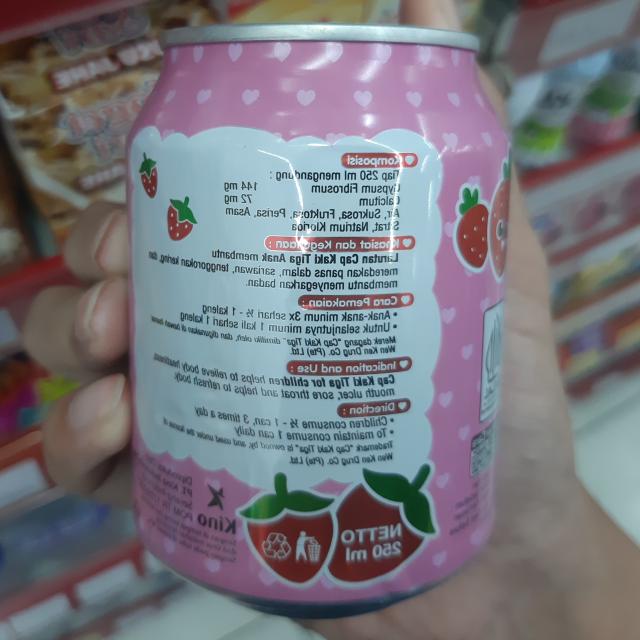 Komposisi
Tiap 250 ml mengandung :
Gypsum Fibrosum 144 mg
Calcitum 72 mg
Air, Sukrosa, Fruktosa, Perisa, Asam
Sitrat, Natrium Klorida
Khasiat dan Kegunaan :
Larutan Cap Kaki Tiga Anak membantu
meredakan panas dalam, sariawan, tenggorokan kering, dan
membantu menyegarkan badan.
Cara Pemakaian :
• Anak-anak minum 3x sehari ½ - 1 kaleng
• Untuk selanjutnya minum 1 kali sehari 1 kaleng
Merek dagang "Cap Kaki Tiga" dimiliki oleh, dan digunakan di bawah lisensi
Wen Ken Drug Co. (Pte) Ltd.
Indication and Use :
Cap Kaki Tiga for children helps to relieve body heatiness,
mouth ulcer, sore throat and helps to refresh body
Direction :
• Children consume ½ - 1 can, 3 times a day
• To maintain consume 1 can daily
Trademark "Cap Kaki Tiga" is owned by, and used under the license of
Wen Ken Drug Co. (Pte) Ltd.
Kino
NETTO
250 ml